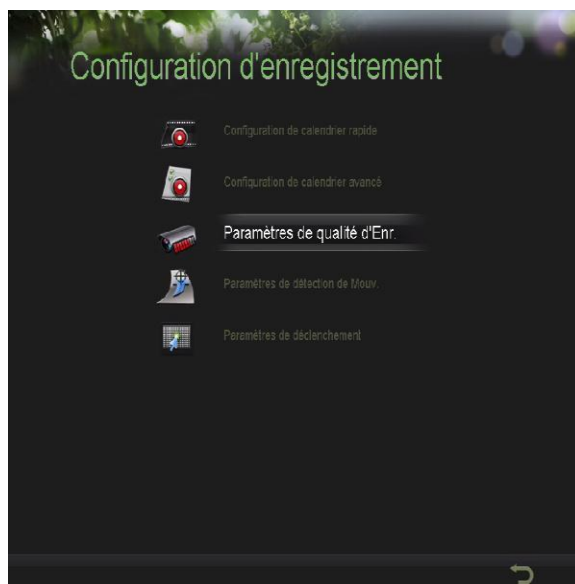 Configuration d'enregistrement
Configuration de calendrier rapide
Configuration de calendrier avancé
Paramètres de qualité d'Enr.
Paramètres de détection de Mouv.
Paramètres de déclenchement